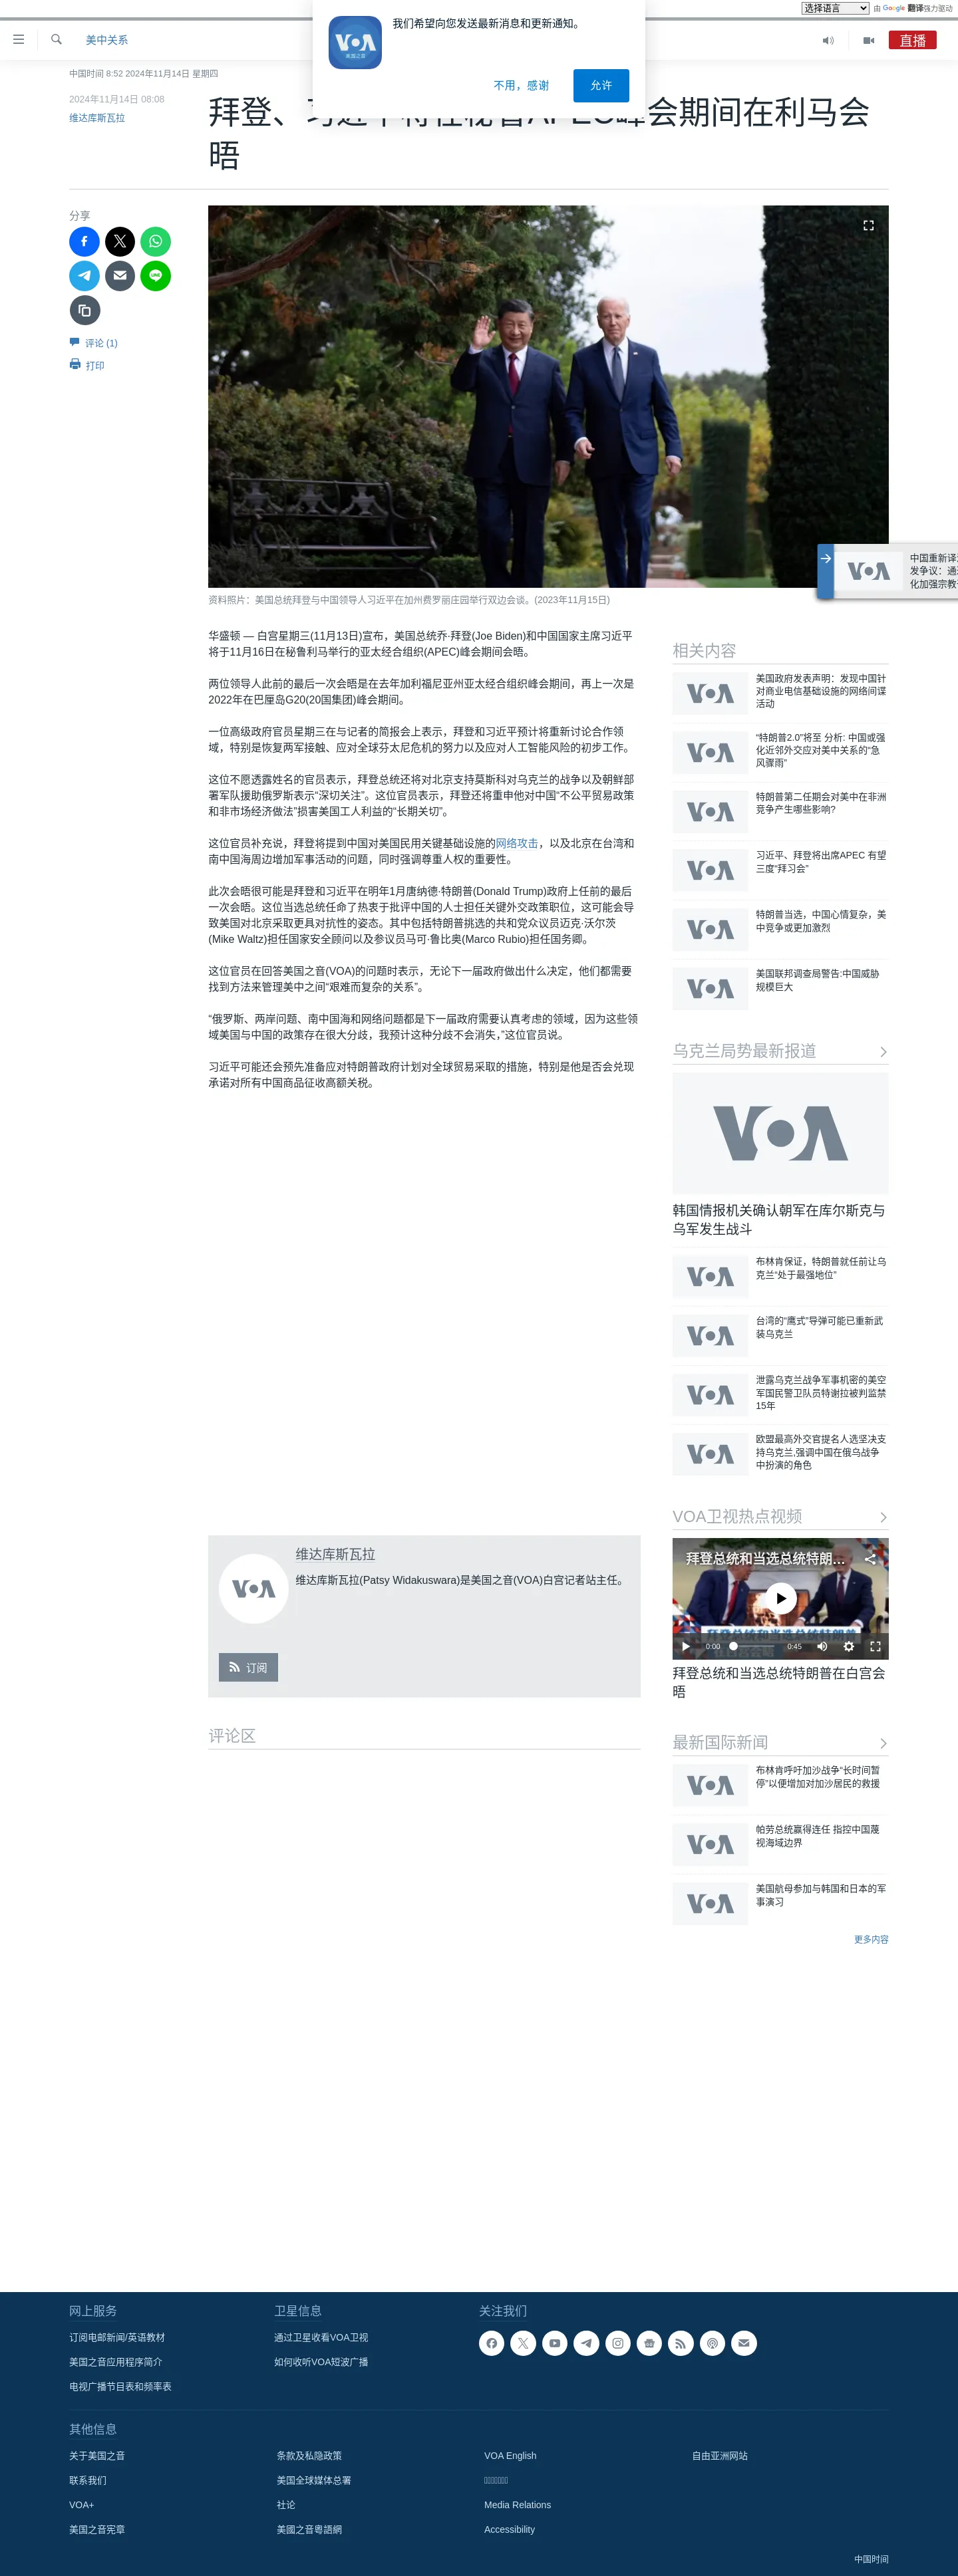 选择语言 由 Google 翻译强力驱动
我们希望向您发送最新消息和更新通知。
不用，感谢
允许
美中关系
直播
中国时间 8:52 2024年11月14日 星期四
2024年11月14日 08:08
维达库斯瓦拉
拜登、习近平将在秘鲁APEC峰会期间在利马会
晤
分享
评论 (1)
打印
资料照片：美国总统拜登与中国领导人习近平在加州费罗丽庄园举行双边会谈。(2023年11月15日)
中国重新译
发争议：通
化加强宗教
华盛顿 — 白宫星期三(11月13日)宣布，美国总统乔·拜登(Joe Biden)和中国国家主席习近平
将于11月16日在秘鲁利马举行的亚太经合组织(APEC)峰会期间会晤。
两位领导人此前的最后一次会晤是在去年加利福尼亚州亚太经合组织峰会期间，再上一次是
2022年在巴厘岛G20(20国集团)峰会期间。
一位高级政府官员星期三在与记者的简报会上表示，拜登和习近平预计将重新讨论合作领
域，特别是恢复两军接触、应对全球芬太尼危机的努力以及应对人工智能风险的初步工作。
这位不愿透露姓名的官员表示，拜登总统还将对北京支持莫斯科对乌克兰的战争以及朝鲜部
署军队援助俄罗斯表示“深切关注”。这位官员表示，拜登还将重申他对中国“不公平贸易政策
和非市场经济做法”损害美国工人利益的“长期关切”。
这位官员补充说，拜登将提到中国对美国民用关键基础设施的网络攻击，以及北京在台湾和
南中国海周边增加军事活动的问题，同时强调尊重人权的重要性。
此次会晤很可能是拜登和习近平在明年1月唐纳德·特朗普(Donald Trump)政府上任前的最后
一次会晤。这位当选总统任命了热衷于批评中国的人士担任关键外交政策职位，这可能会导
致美国对北京采取更具对抗性的姿态。其中包括特朗普挑选的共和党众议员迈克·沃尔茨
(Mike Waltz)担任国家安全顾问以及参议员马可·鲁比奥(Marco Rubio)担任国务卿。
这位官员在回答美国之音(VOA)的问题时表示，无论下一届政府做出什么决定，他们都需要
找到方法来管理美中之间“艰难而复杂的关系”。
“俄罗斯、两岸问题、南中国海和网络问题都是下一届政府需要认真考虑的领域，因为这些领
域美国与中国的政策存在很大分歧，我预计这种分歧不会消失，”这位官员说。
习近平可能还会预先准备应对特朗普政府计划对全球贸易采取的措施，特别是他是否会兑现
承诺对所有中国商品征收高额关税。
维达库斯瓦拉
维达库斯瓦拉(Patsy Widakuswara)是美国之音(VOA)白宫记者站主任。
订阅
评论区
相关内容
美国政府发表声明：发现中国针
对商业电信基础设施的网络间谍
活动
“特朗普2.0”将至 分析: 中国或强
化近邻外交应对美中关系的“急
风骤雨”
特朗普第二任期会对美中在非洲
竞争产生哪些影响?
习近平、拜登将出席APEC 有望
三度“拜习会”
特朗普当选，中国心情复杂，美
中竞争或更加激烈
美国联邦调查局警告:中国威胁
规模巨大
乌克兰局势最新报道
韩国情报机关确认朝军在库尔斯克与
乌军发生战斗
布林肯保证，特朗普就任前让乌
克兰“处于最强地位”
台湾的“鹰式”导弹可能已重新武
装乌克兰
泄露乌克兰战争军事机密的美空
军国民警卫队员特谢拉被判监禁
15年
欧盟最高外交官提名人选坚决支
持乌克兰,强调中国在俄乌战争
中扮演的角色
VOA卫视热点视频
拜登总统和当选总统特朗...
0:00 0:45
拜登总统和当选总统特朗普在白宫会
晤
最新国际新闻
布林肯呼吁加沙战争“长时间暂
停”以便增加对加沙居民的救援
帕劳总统赢得连任 指控中国蔑
视海域边界
美国航母参加与韩国和日本的军
事演习
更多内容
网上服务
订阅电邮新闻/英语教材
美国之音应用程序简介
电视广播节目表和频率表
卫星信息
通过卫星收看VOA卫视
如何收听VOA短波广播
关注我们
其他信息
关于美国之音
联系我们
VOA+
美国之音宪章
条款及私隐政策
美国全球媒体总署
社论
美國之音粵語網
VOA English
Media Relations
Accessibility
自由亚洲网站
中国时间